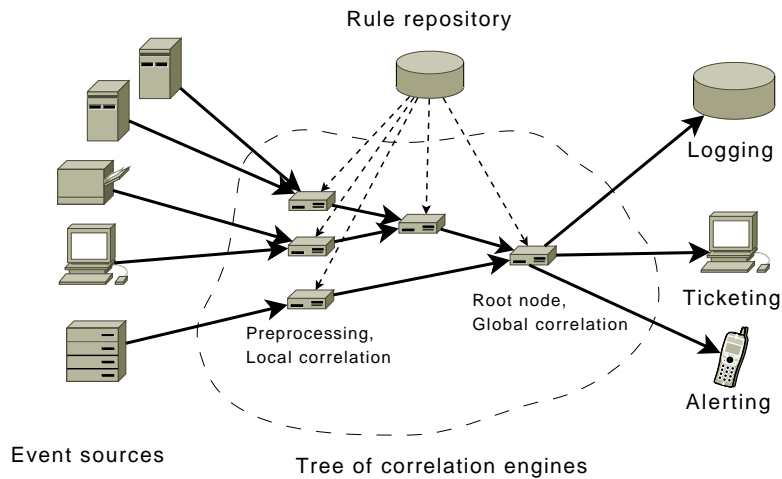 Rule repository
Logging
Ticketing
Root node,
Global correlation
Preprocessing,
Local correlation
Alerting
Event sources
Tree of correlation engines